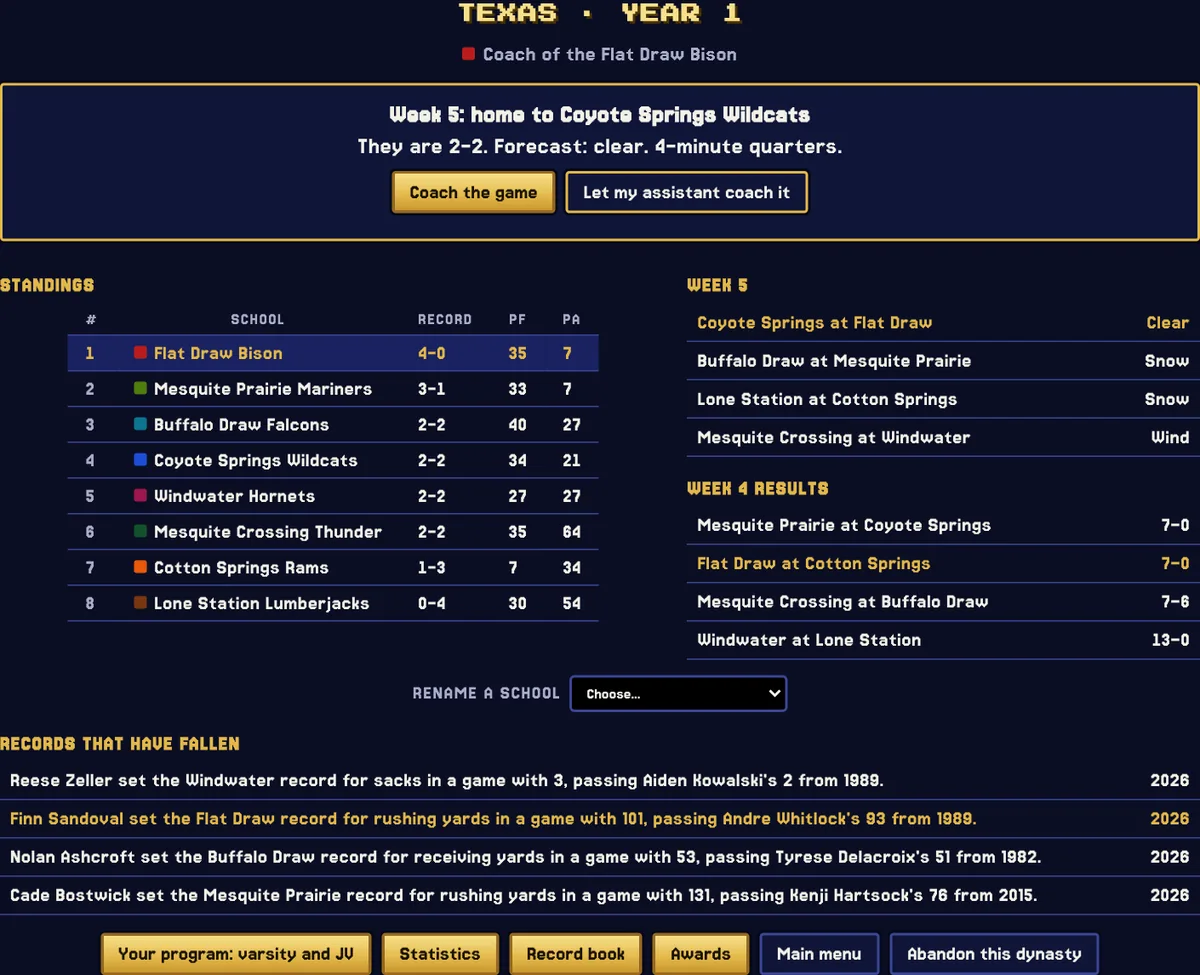 TEXAS · YEAR 1
Coach of the Flat Draw Bison
Week 5: home to Coyote Springs Wildcats
They are 2-2. Forecast: clear. 4-minute quarters.
Coach the game
Let my assistant coach it
STANDINGS
# SCHOOL RECORD PF PA
1 Flat Draw Bison 4-0 35 7
2 Mesquite Prairie Mariners 3-1 33 7
3 Buffalo Draw Falcons 2-2 40 27
4 Coyote Springs Wildcats 2-2 34 21
5 Windwater Hornets 2-2 27 27
6 Mesquite Crossing Thunder 2-2 35 64
7 Cotton Springs Rams 1-3 7 34
8 Lone Station Lumberjacks 0-4 30 54
WEEK 5
Coyote Springs at Flat Draw Clear
Buffalo Draw at Mesquite Prairie Snow
Lone Station at Cotton Springs Snow
Mesquite Crossing at Windwater Wind
WEEK 4 RESULTS
Mesquite Prairie at Coyote Springs 7-0
Flat Draw at Cotton Springs 7-0
Mesquite Crossing at Buffalo Draw 7-6
Windwater at Lone Station 13-0
RENAME A SCHOOL Choose...
RECORDS THAT HAVE FALLEN
Reese Zeller set the Windwater record for sacks in a game with 3, passing Aiden Kowalski's 2 from 1989. 2026
Finn Sandoval set the Flat Draw record for rushing yards in a game with 101, passing Andre Whitlock's 93 from 1989. 2026
Nolan Ashcroft set the Buffalo Draw record for receiving yards in a game with 53, passing Tyrese Delacroix's 51 from 1982. 2026
Cade Bostwick set the Mesquite Prairie record for rushing yards in a game with 131, passing Kenji Hartsock's 76 from 2015. 2026
Your program: varsity and JV
Statistics
Record book
Awards
Main menu
Abandon this dynasty